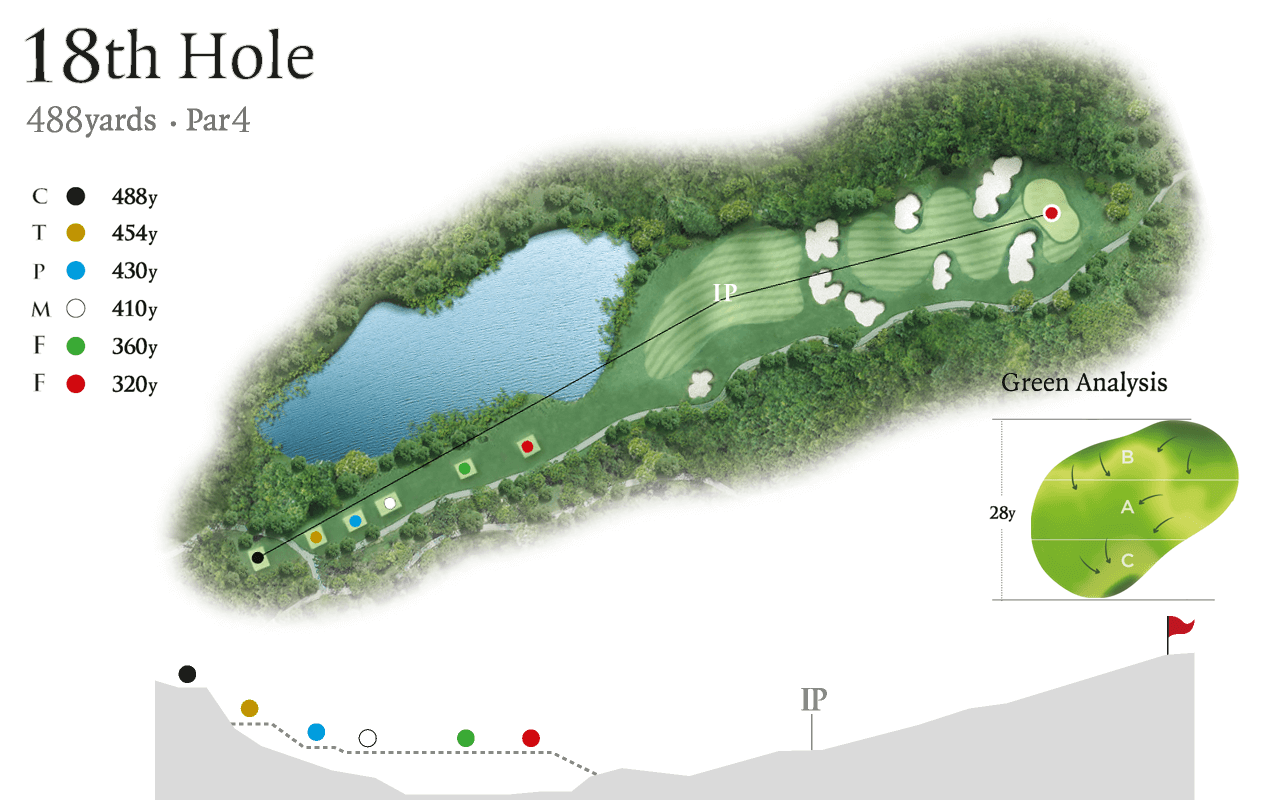 18th Hole
488yards · Par4
C 488y
T 454y
P 430y
M 410y
F 360y
F 320y
IP
Green Analysis
B
28y
A
C
IP